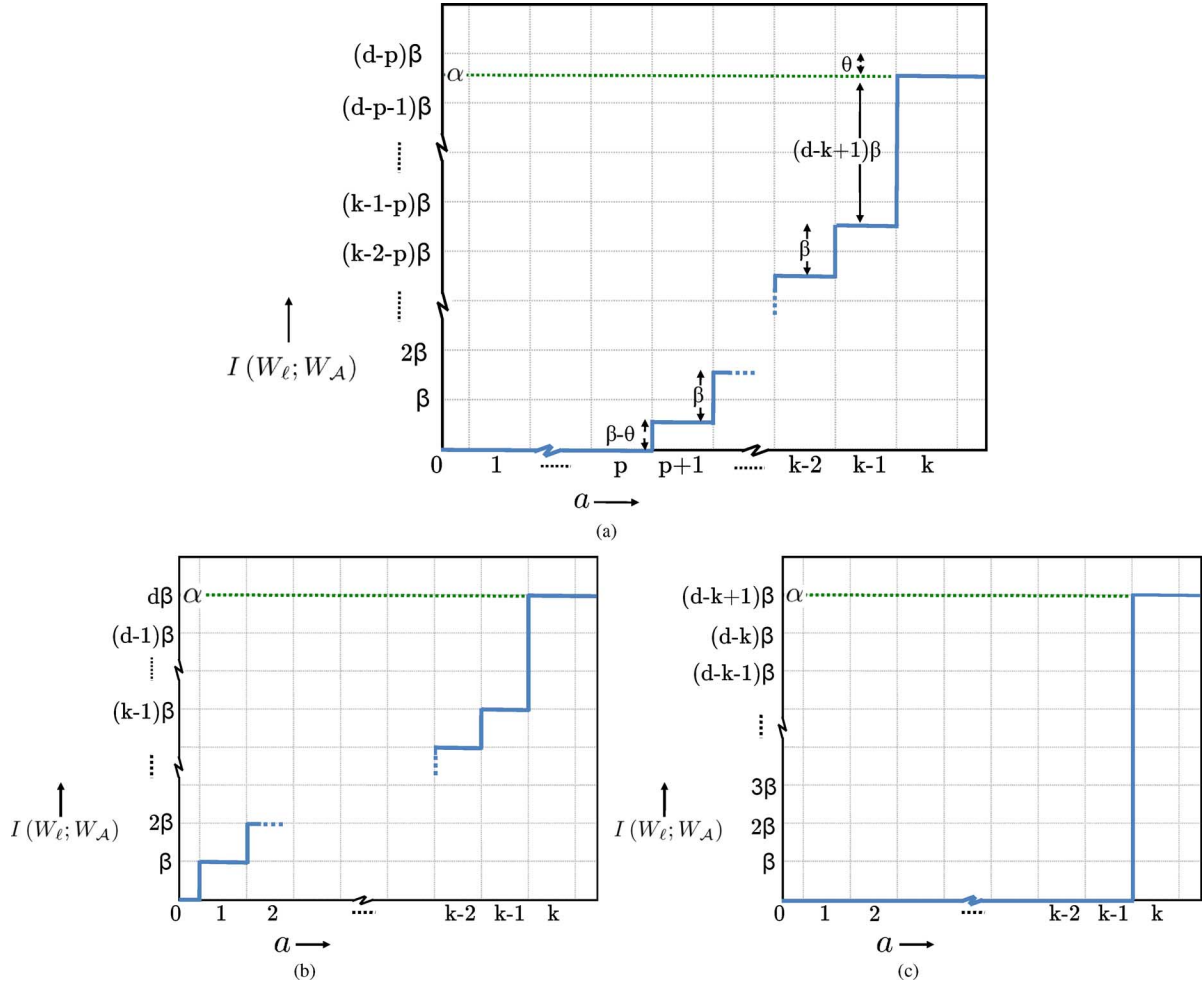 (d-p)β
θ
α
(d-p-1)β
(d-k+1)β
(k-1-p)β
(k-2-p)β
β
I (W_ℓ; W_𝒜)
2β
β
β
β-θ
0 1 p p+1 k-2 k-1 k
a
(a)
dβ α
(d-1)β
(k-1)β
I (W_ℓ; W_𝒜)
2β
β
0 1 2 k-2 k-1 k
a
(b)
(d-k+1)β α
(d-k)β
(d-k-1)β
3β
I (W_ℓ; W_𝒜)
2β
β
0 1 2 k-2 k-1 k
a
(c)